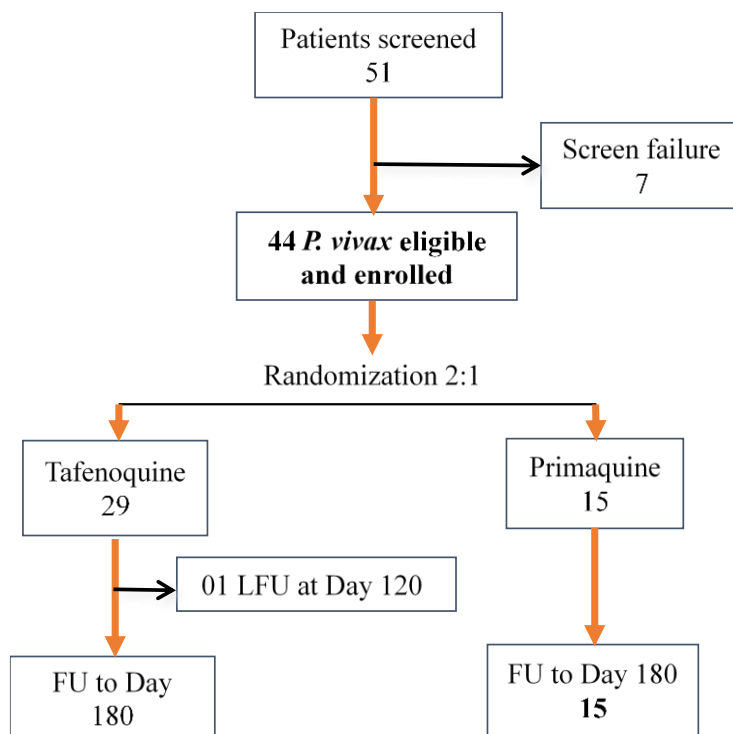 Patients screened
51
Screen failure
7
44 P. vivax eligible
and enrolled
Randomization 2:1
Tafenoquine
29
Primaquine
15
01 LFU at Day 120
FU to Day
180
FU to Day 180
15